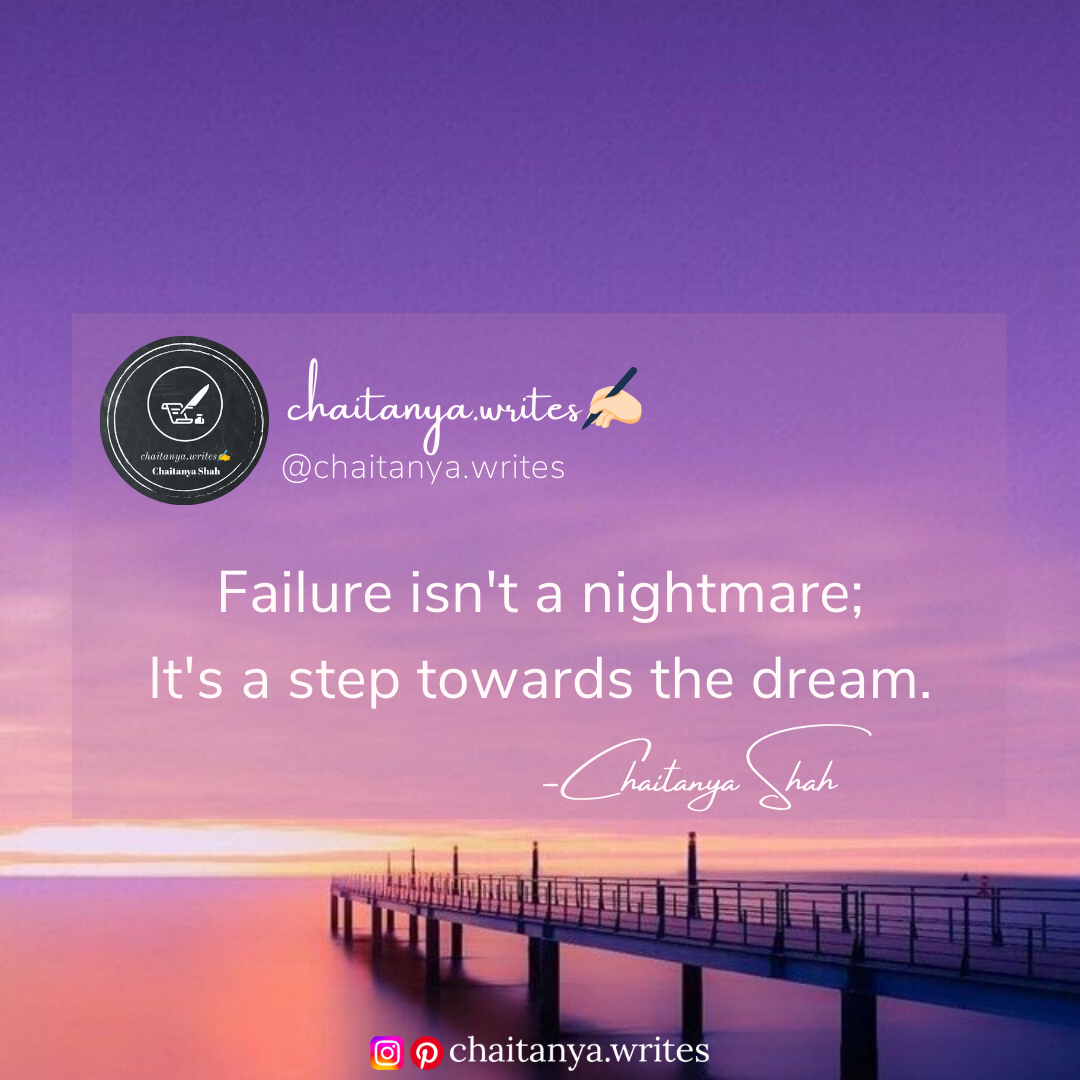 chaitanya.writes✍🏻
@chaitanya.writes
chaitanya.writes✍
Chaitanya Shah
Failure isn't a nightmare;
It's a step towards the dream.
-Chaitanya Shah
chaitanya.writes